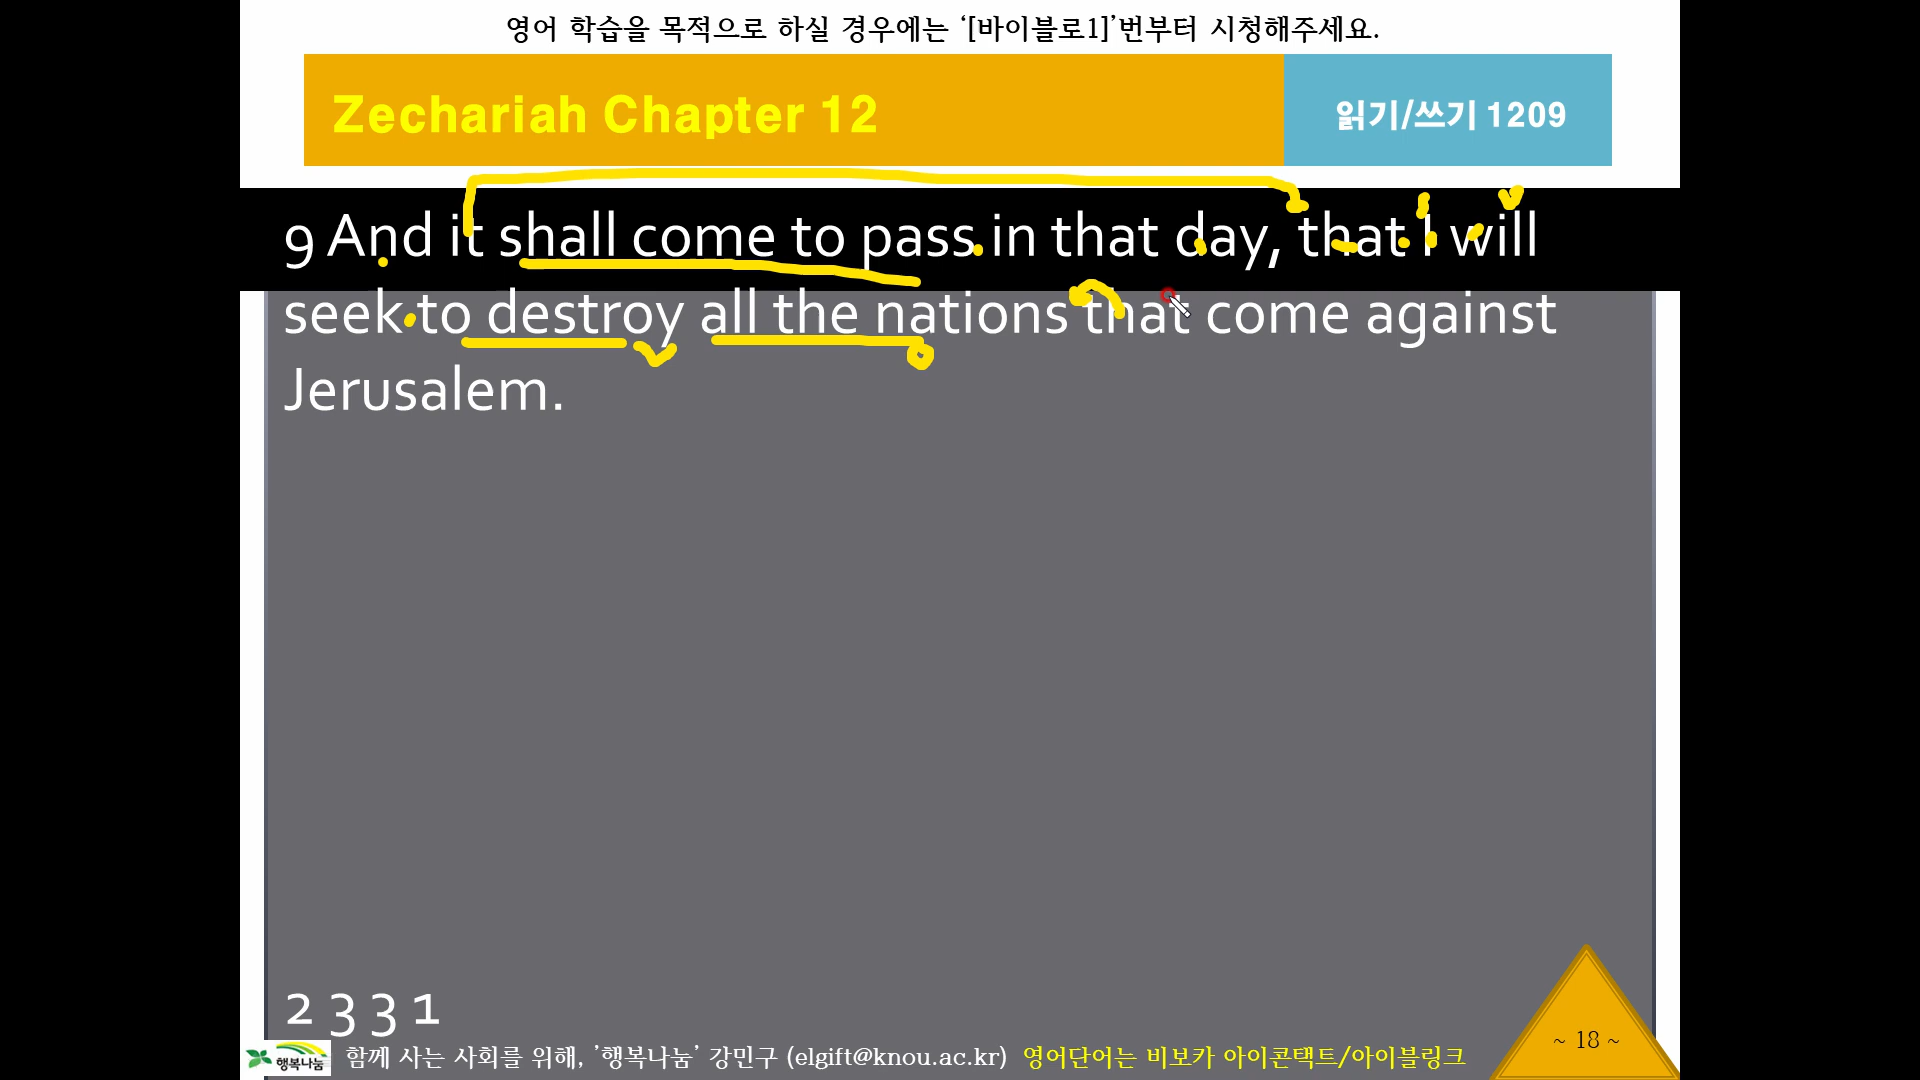 영어 학습을 목적으로 하실 경우에는 ‘[바이블로1]’번부터 시청해주세요.
Zechariah Chapter 12
읽기/쓰기 1209
9 And it shall come to pass in that day, that I will
seek to destroy all the nations that come against
Jerusalem.
2 3 3 1
행복나눔
함께 사는 사회를 위해, ’행복나눔’ 강민구 (elgift@knou.ac.kr) 영어단어는 비보카 아이콘택트/아이블링크
~ 18 ~